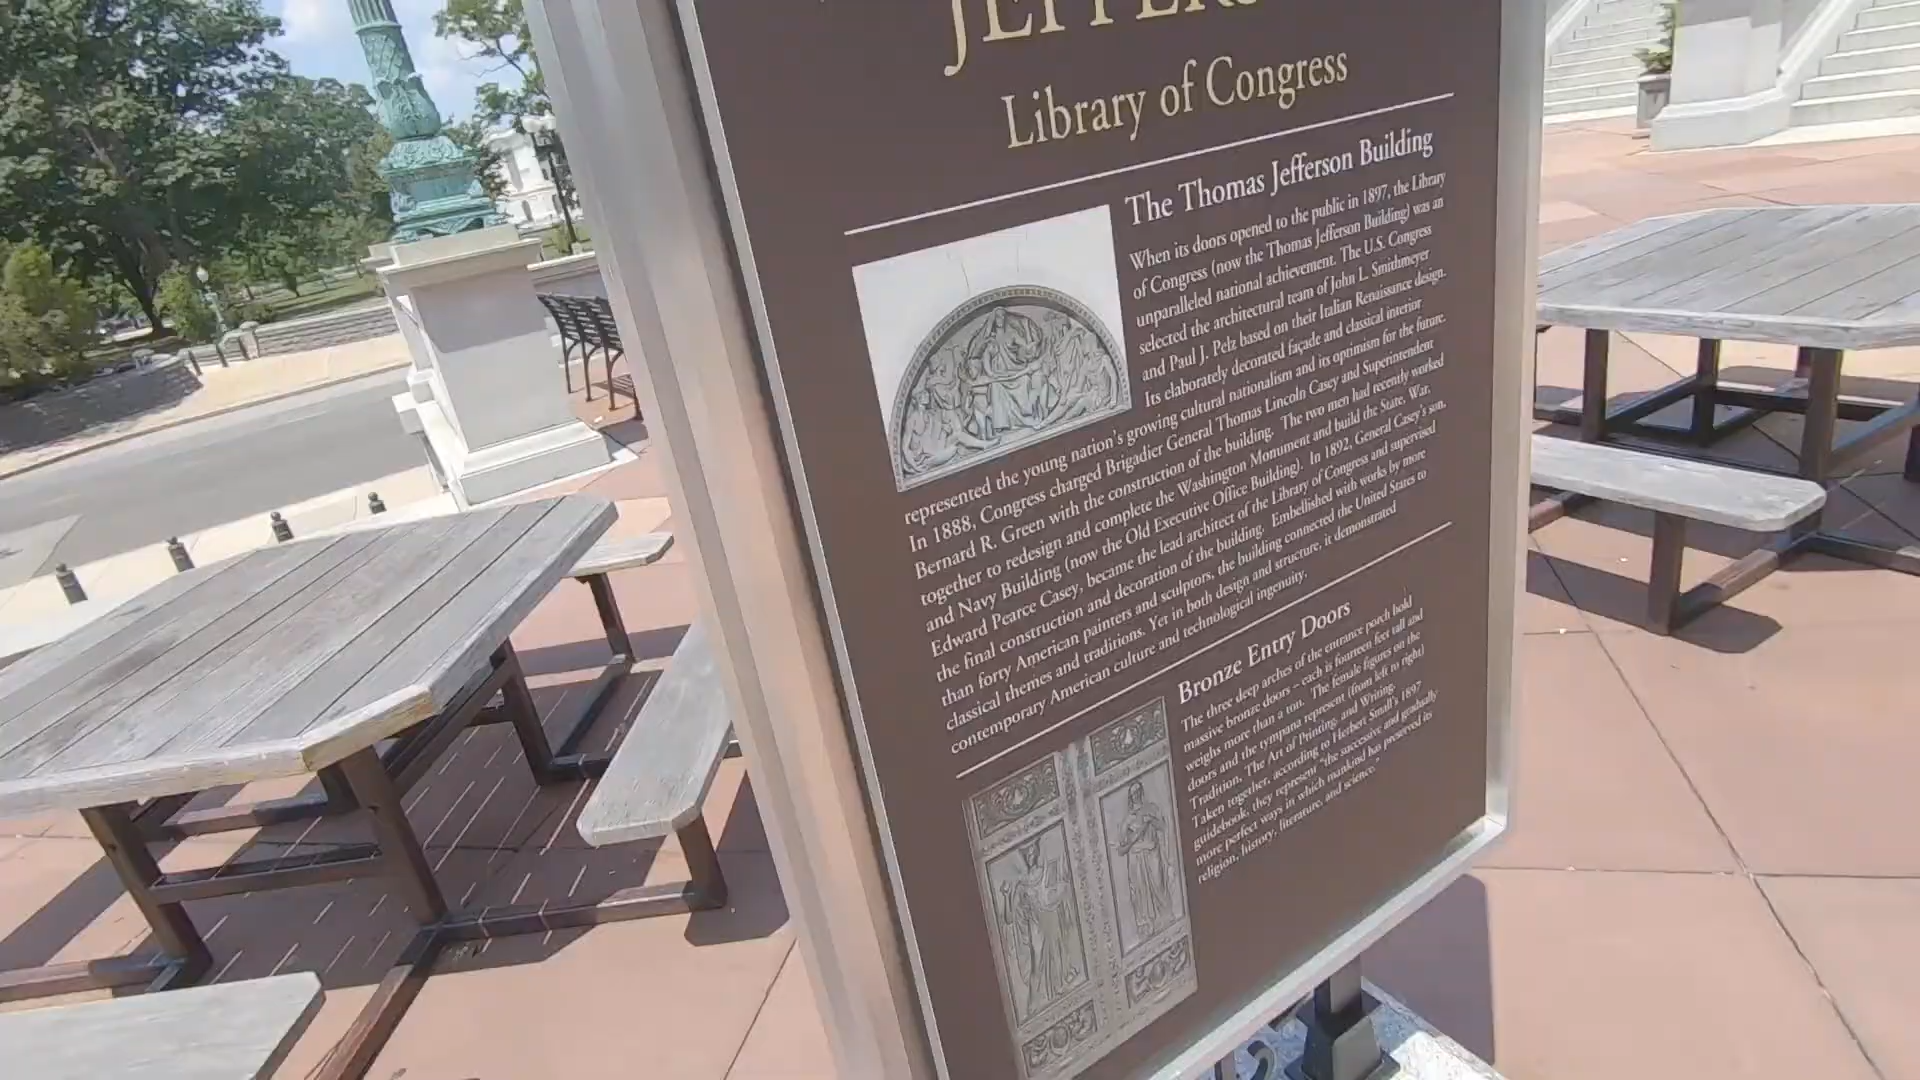 JEFFERS
Library of Congress
The Thomas Jefferson Building
When its doors opened to the public in 1897, the Library
of Congress (now the Thomas Jefferson Building) was an
unparalleled national achievement. The U.S. Congress
selected the architectural team of John L. Smithmeyer
and Paul J. Pelz based on their Italian Renaissance design.
Its elaborately decorated façade and classical interior
represented the young nation's growing cultural nationalism and its optimism for the future.
In 1888, Congress charged Brigadier General Thomas Lincoln Casey and Superintendent
Bernard R. Green with the construction of the building. The two men had recently worked
together to redesign and complete the Washington Monument and build the State, War,
and Navy Building (now the Old Executive Office Building). In 1892, General Casey's son,
Edward Pearce Casey, became the lead architect of the Library of Congress and supervised
the final construction and decoration of the building. Embellished with works by more
than forty American painters and sculptors, the building connected the United States to
classical themes and traditions. Yet in both design and structure, it demonstrated
contemporary American culture and technological ingenuity.
Bronze Entry Doors
The three deep arches of the entrance porch hold
massive bronze doors – each is fourteen feet tall and
weighs more than a ton. The female figures on the
doors and the tympana represent (from left to right)
Tradition, The Art of Printing, and Writing.
Taken together, according to Herbert Small's 1897
guidebook, they represent "the successive and gradually
more perfect ways in which mankind has preserved its
religion, history, literature, and science."